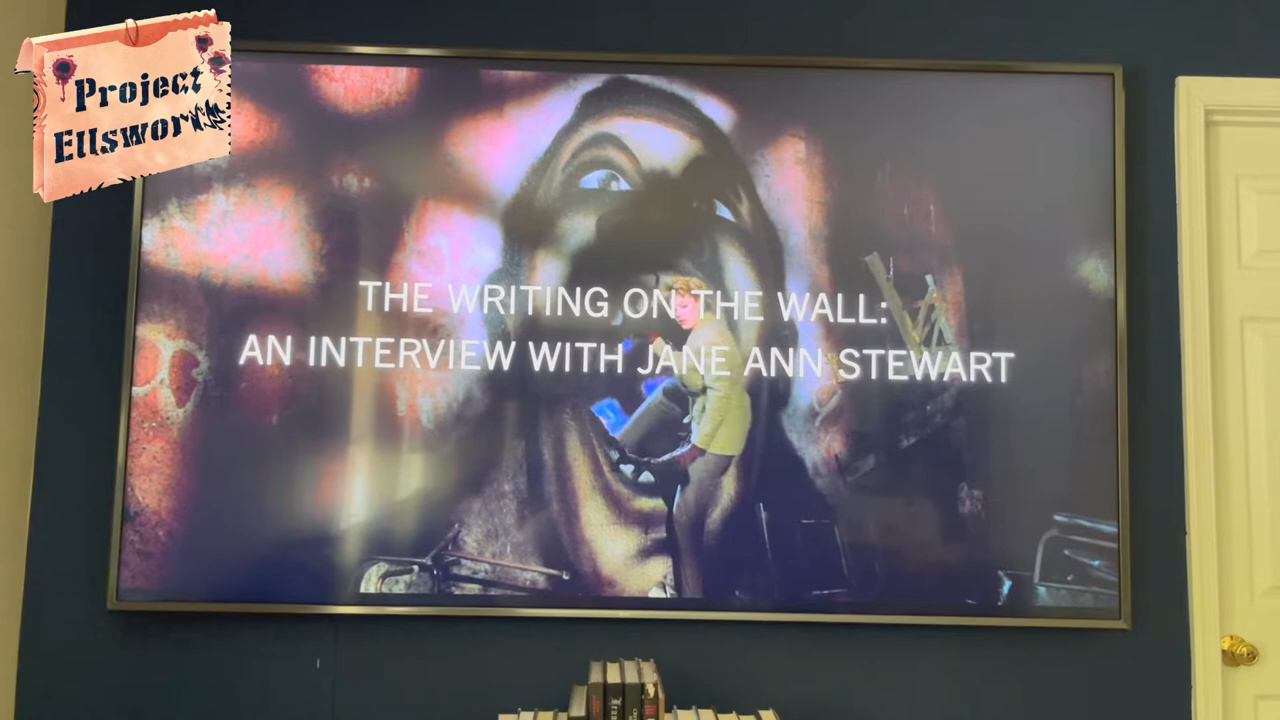 Project
Ellsworth
THE WRITING ON THE WALL:
AN INTERVIEW WITH JANE ANN STEWART